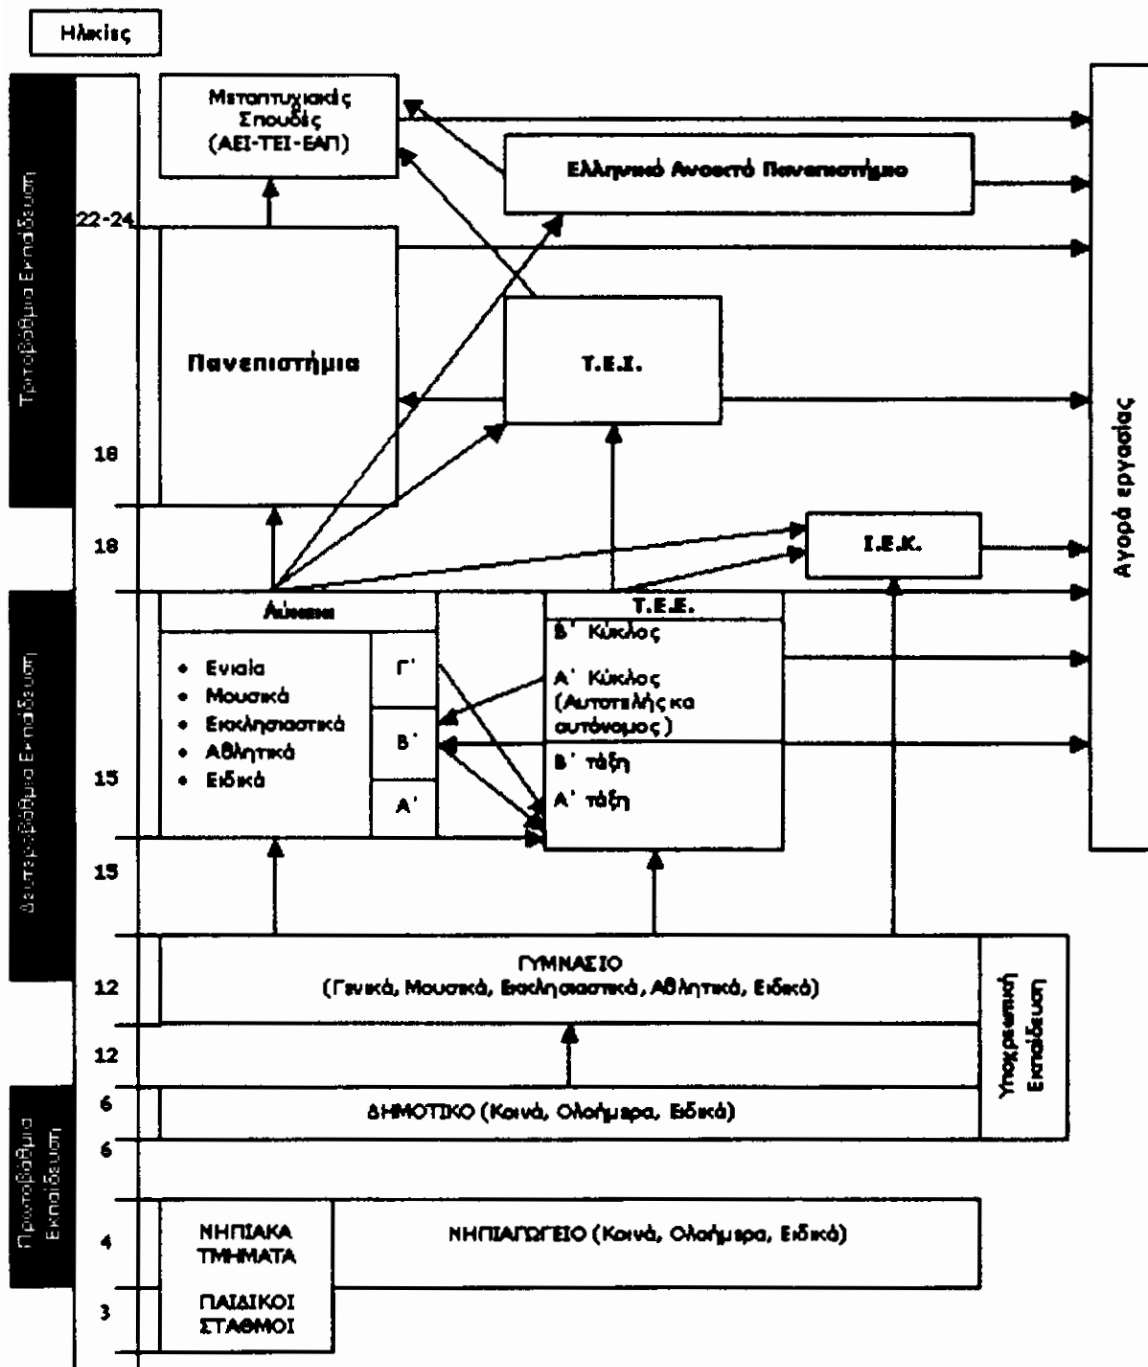 Ηλικίες
Μεταπτυχιακές
Σπουδές
(ΑΕΙ-ΤΕΙ-ΕΑΠ)
Ελληνικό Ανοικτό Πανεπιστήμιο
Τριτοβάθμια Εκπαίδευση
22-24
Πανεπιστήμια
Τ.Ε.Ι.
18
Αγορά εργασίας
18
Ι.Ε.Κ.
Λύκεια
Τ.Ε.Ε.
Β' Κύκλος
Ενιαία
Μουσικά
Εκκλησιαστικά
Αθλητικά
Ειδικά
Γ'
Β'
Α'
Α' Κύκλος
(Αυτοτελής κα
αυτόνομος)
Β' τάξη
Α' τάξη
Δευτεροβάθμια Εκπαίδευση
15
15
ΓΥΜΝΑΣΙΟ
(Γενικά, Μουσικά, Εκκλησιαστικά, Αθλητικά, Ειδικά)
12
Υποχρεωτική
Εκπαίδευση
12
6
ΔΗΜΟΤΙΚΟ (Κοινά, Ολοήμερα, Ειδικά)
6
Πρωτοβάθμια
Εκπαίδευση
4
ΝΗΠΙΑΚΑ
ΤΜΗΜΑΤΑ
ΝΗΠΙΑΓΩΓΕΙΟ (Κοινά, Ολοήμερα, Ειδικά)
3
ΠΑΙΔΙΚΟΙ
ΣΤΑΘΜΟΙ